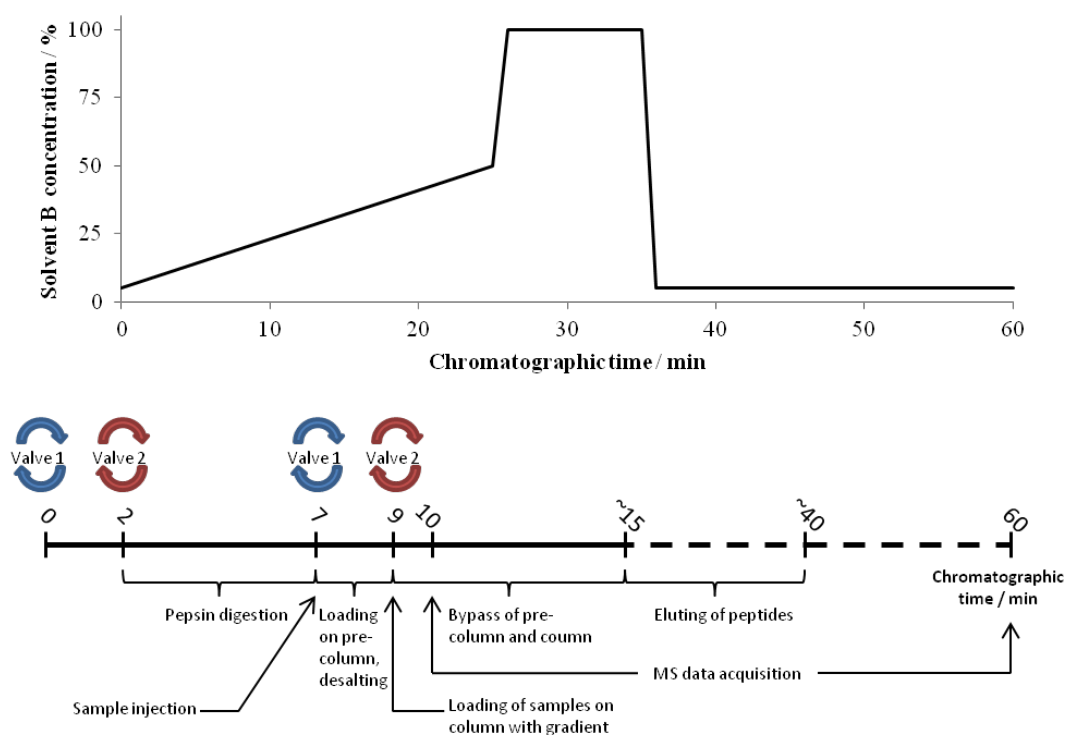 Solvent B concentration / %
100
75
50
25
0
0 10 20 30 40 50 60
Chromatographic time / min
Valve 1 Valve 2 Valve 1 Valve 2
0 2 7 9 10 ~15 ~40 60
Chromatographic
time / min
Pepsin digestion
Loading
on pre-
column,
desalting
Bypass of pre-
column and coumn
Eluting of peptides
MS data acquisition
Sample injection
Loading of samples on
column with gradient